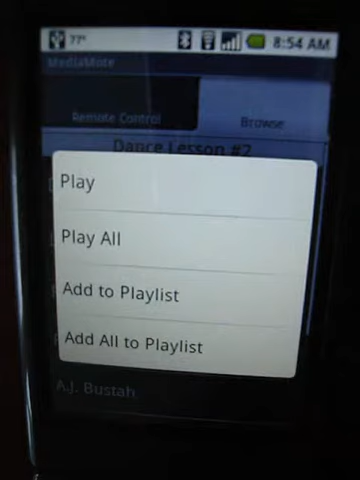 77° 8:54 AM
MediaMote
Remote Control Browse
Dance Lesson #2
Play
Play All
Add to Playlist
Add All to Playlist
A.J. Bustah